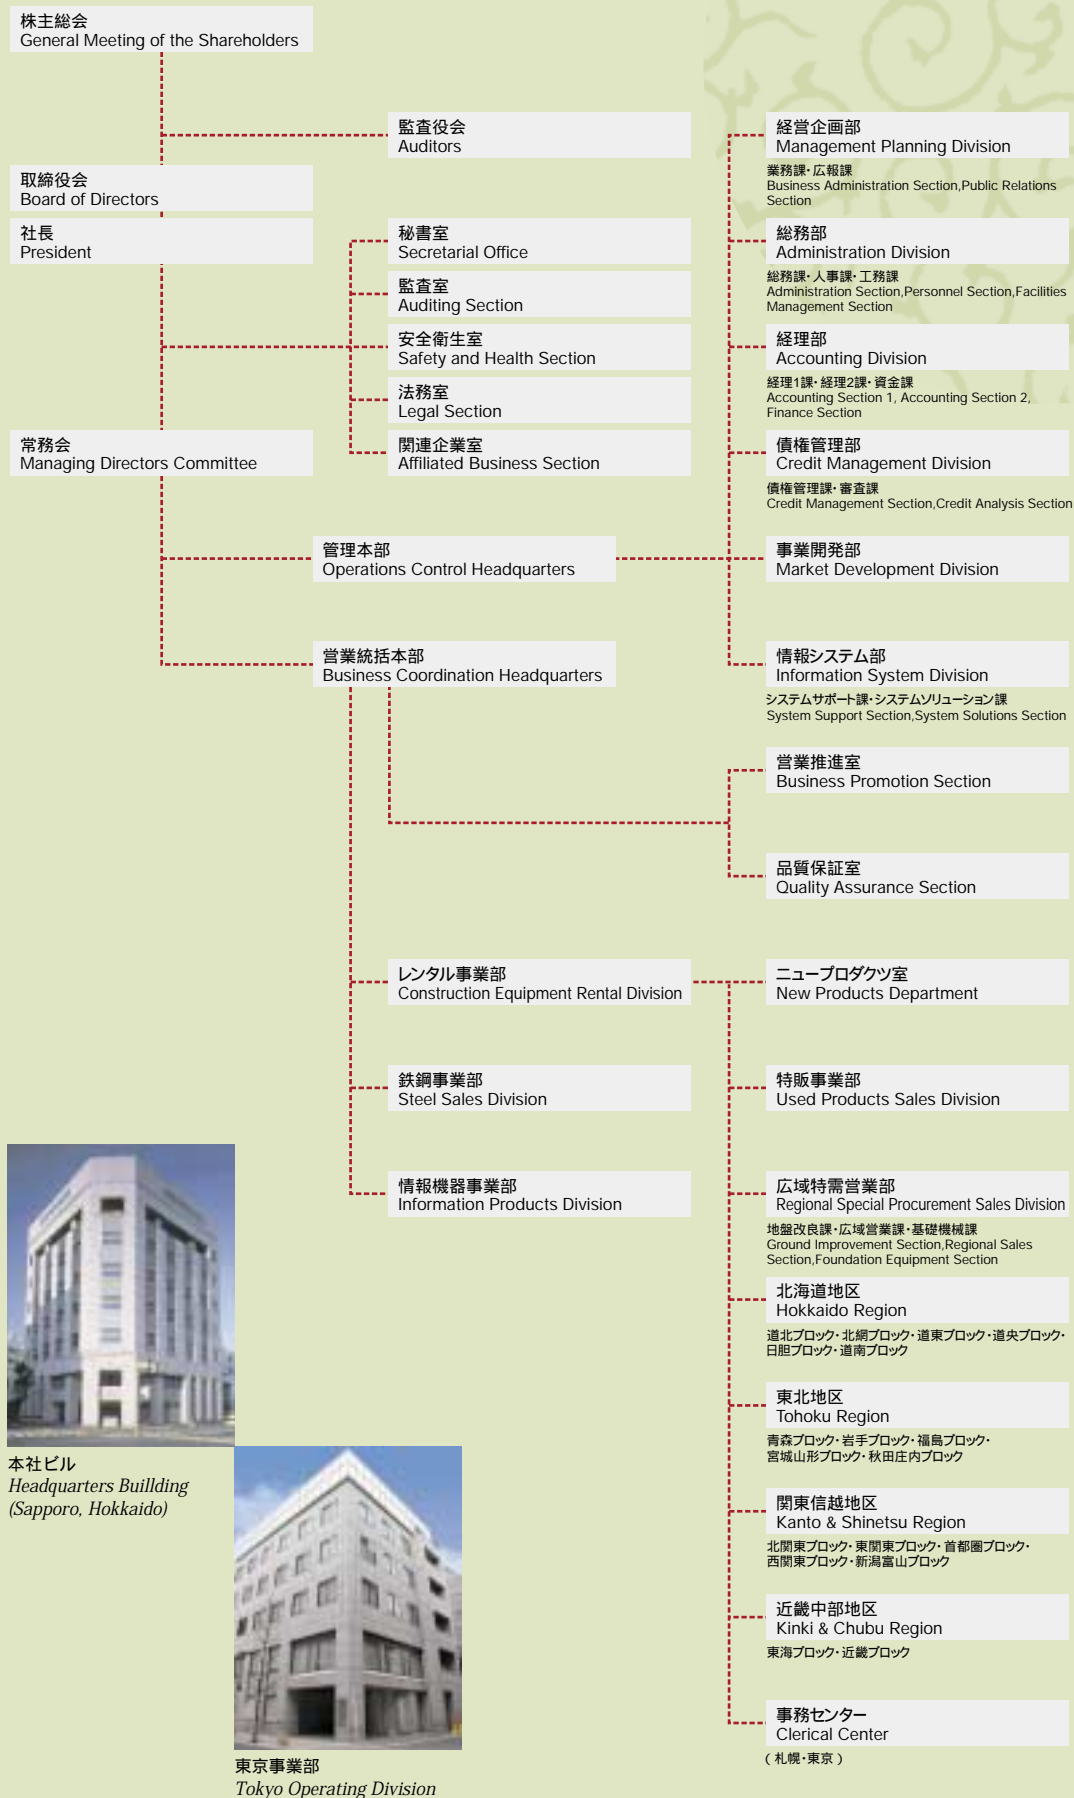 株主総会
General Meeting of the Shareholders
監査役会
Auditors
取締役会
Board of Directors
社長
President
秘書室
Secretarial Office
監査室
Auditing Section
安全衛生室
Safety and Health Section
法務室
Legal Section
関連企業室
Affiliated Business Section
常務会
Managing Directors Committee
管理本部
Operations Control Headquarters
経営企画部
Management Planning Division
業務課・広報課
Business Administration Section,Public Relations
Section
総務部
Administration Division
総務課・人事課・工務課
Administration Section,Personnel Section,Facilities
Management Section
経理部
Accounting Division
経理1課・経理2課・資金課
Accounting Section 1, Accounting Section 2,
Finance Section
債権管理部
Credit Management Division
債権管理課・審査課
Credit Management Section,Credit Analysis Section
事業開発部
Market Development Division
情報システム部
Information System Division
システムサポート課・システムソリューション課
System Support Section,System Solutions Section
営業統括本部
Business Coordination Headquarters
営業推進室
Business Promotion Section
品質保証室
Quality Assurance Section
レンタル事業部
Construction Equipment Rental Division
鉄鋼事業部
Steel Sales Division
情報機器事業部
Information Products Division
ニュープロダクツ室
New Products Department
特販事業部
Used Products Sales Division
広域特需営業部
Regional Special Procurement Sales Division
地盤改良課・広域営業課・基礎機械課
Ground Improvement Section,Regional Sales
Section,Foundation Equipment Section
北海道地区
Hokkaido Region
道北ブロック・北網ブロック・道東ブロック・道央ブロック・
日胆ブロック・道南ブロック
東北地区
Tohoku Region
青森ブロック・岩手ブロック・福島ブロック・
宮城山形ブロック・秋田庄内ブロック
関東信越地区
Kanto & Shinetsu Region
北関東ブロック・東関東ブロック・首都圏ブロック・
西関東ブロック・新潟富山ブロック
近畿中部地区
Kinki & Chubu Region
東海ブロック・近畿ブロック
事務センター
Clerical Center
(札幌・東京)
本社ビル
Headquarters Buillding
(Sapporo, Hokkaido)
東京事業部
Tokyo Operating Division